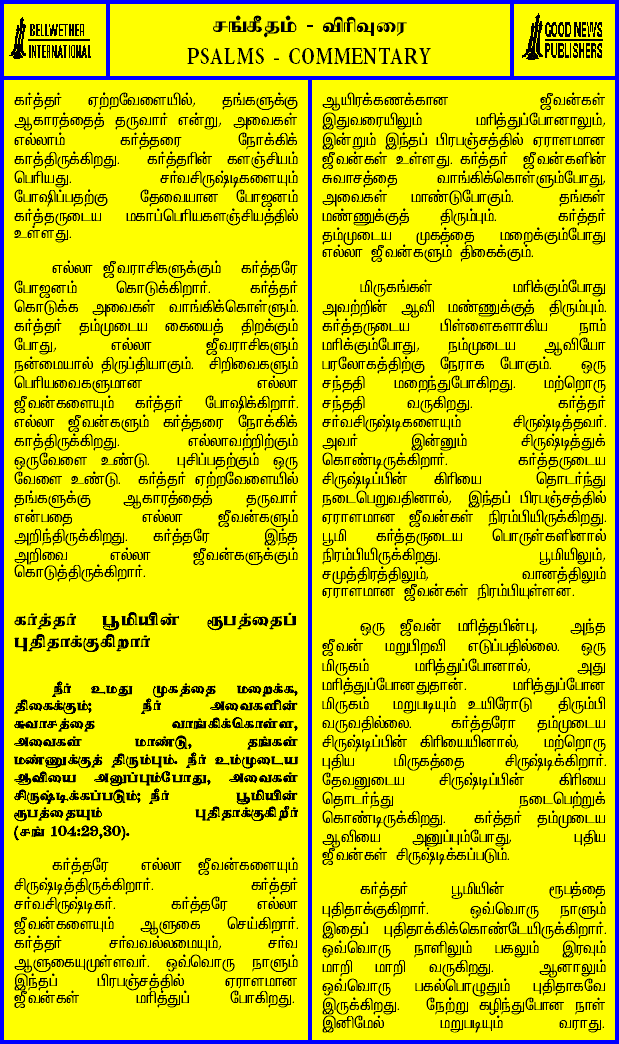 BELLWETHER
INTERNATIONAL
சங்கீதம் - விரிவுரை
PSALMS - COMMENTARY
GOOD NEWS
PUBLISHERS
கர்த்தர் ஏற்றவேளையில், தங்களுக்கு
ஆகாரத்தைத் தருவார் என்று, அவைகள்
எல்லாம் கர்த்தரை நோக்கிக்
காத்திருக்கிறது. கர்த்தரின் களஞ்சியம்
பெரியது. சர்வசிருஷ்டிகளையும்
போஷிப்பதற்கு தேவையான போஜனம்
கர்த்தருடைய மகாப்பெரியகளஞ்சியத்தில்
உள்ளது.
எல்லா ஜீவராசிகளுக்கும் கர்த்தரே
போஜனம் கொடுக்கிறார். கர்த்தர்
கொடுக்க அவைகள் வாங்கிக்கொள்ளும்.
கர்த்தர் தம்முடைய கையைத் திறக்கும்
போது, எல்லா ஜீவராசிகளும்
நன்மையால் திருப்தியாகும். சிறிவைகளும்
பெரியவைகளுமான எல்லா
ஜீவன்களையும் கர்த்தர் போஷிக்கிறார்.
எல்லா ஜீவன்களும் கர்த்தரை நோக்கிக்
காத்திருக்கிறது. எல்லாவற்றிற்கும்
ஒருவேளை உண்டு. புசிப்பதற்கும் ஒரு
வேளை உண்டு. கர்த்தர் ஏற்றவேளையில்
தங்களுக்கு ஆகாரத்தைத் தருவார்
என்பதை எல்லா ஜீவன்களும்
அறிந்திருக்கிறது. கர்த்தரே இந்த
அறிவை எல்லா ஜீவன்களுக்கும்
கொடுத்திருக்கிறார்.
கர்த்தர் பூமியின் ரூபத்தைப்
புதிதாக்குகிறார்
நீர் உமது முகத்தை மறைக்க,
திகைக்கும்; நீர் அவைகளின்
சுவாசத்தை வாங்கிக்கொள்ள,
அவைகள் மாண்டு, தங்கள்
மண்ணுக்குத் திரும்பும். நீர் உம்முடைய
ஆவியை அனுப்பும்போது, அவைகள்
சிருஷ்டிக்கப்படும்; நீர் பூமியின்
ரூபத்தையும் புதிதாக்குகிறீர்
(சங் 104:29,30).
கர்த்தரே எல்லா ஜீவன்களையும்
சிருஷ்டித்திருக்கிறார். கர்த்தர்
சர்வசிருஷ்டிகர். கர்த்தரே எல்லா
ஜீவன்களையும் ஆளுகை செய்கிறார்.
கர்த்தர் சர்வவல்லமையும், சர்வ
ஆளுகையுமுள்ளவர். ஒவ்வொரு நாளும்
இந்தப் பிரபஞ்சத்தில் ஏராளமான
ஜீவன்கள் மரித்துப் போகிறது.
ஆயிரக்கணக்கான ஜீவன்கள்
இதுவரையிலும் மரித்துப்போனாலும்,
இன்றும் இந்தப் பிரபஞ்சத்தில் ஏராளமான
ஜீவன்கள் உள்ளது. கர்த்தர் ஜீவன்களின்
சுவாசத்தை வாங்கிக்கொள்ளும்போது,
அவைகள் மாண்டுபோகும். தங்கள்
மண்ணுக்குத் திரும்பும். கர்த்தர்
தம்முடைய முகத்தை மறைக்கும்போது
எல்லா ஜீவன்களும் திகைக்கும்.
மிருகங்கள் மரிக்கும்போது
அவற்றின் ஆவி மண்ணுக்குத் திரும்பும்.
கர்த்தருடைய பிள்ளைகளாகிய நாம்
மரிக்கும்போது, நம்முடைய ஆவியோ
பரலோகத்திற்கு நேராக போகும். ஒரு
சந்ததி மறைந்துபோகிறது. மற்றொரு
சந்ததி வருகிறது. கர்த்தர்
சர்வசிருஷ்டிகளையும் சிருஷ்டித்தவர்.
அவர் இன்னும் சிருஷ்டித்துக்
கொண்டிருக்கிறார். கர்த்தருடைய
சிருஷ்டிப்பின் கிரியை தொடர்ந்து
நடைபெறுவதினால், இந்தப் பிரபஞ்சத்தில்
ஏராளமான ஜீவன்கள் நிரம்பியிருக்கிறது.
பூமி கர்த்தருடைய பொருள்களினால்
நிரம்பியிருக்கிறது. பூமியிலும்,
சமுத்திரத்திலும், வானத்திலும்
ஏராளமான ஜீவன்கள் நிரம்பியுள்ளன.
ஒரு ஜீவன் மரித்தபின்பு, அந்த
ஜீவன் மறுபிறவி எடுப்பதில்லை. ஒரு
மிருகம் மரித்துப்போனால், அது
மரித்துப்போனதுதான். மரித்துப்போன
மிருகம் மறுபடியும் உயிரோடு திரும்பி
வருவதில்லை. கர்த்தரோ தம்முடைய
சிருஷ்டிப்பின் கிரியையினால், மற்றொரு
புதிய மிருகத்தை சிருஷ்டிக்கிறார்.
தேவனுடைய சிருஷ்டிப்பின் கிரியை
தொடர்ந்து நடைபெற்றுக்
கொண்டிருக்கிறது. கர்த்தர் தம்முடைய
ஆவியை அனுப்பும்போது, புதிய
ஜீவன்கள் சிருஷ்டிக்கப்படும்.
கர்த்தர் பூமியின் ரூபத்தை
புதிதாக்குகிறார். ஒவ்வொரு நாளும்
இதைப் புதிதாக்கிக்கொண்டேயிருக்கிறார்.
ஒவ்வொரு நாளிலும் பகலும் இரவும்
மாறி மாறி வருகிறது. ஆனாலும்
ஒவ்வொரு பகல்பொழுதும் புதிதாகவே
இருக்கிறது. நேற்று கழிந்துபோன நாள்
இனிமேல் மறுபடியும் வராது.